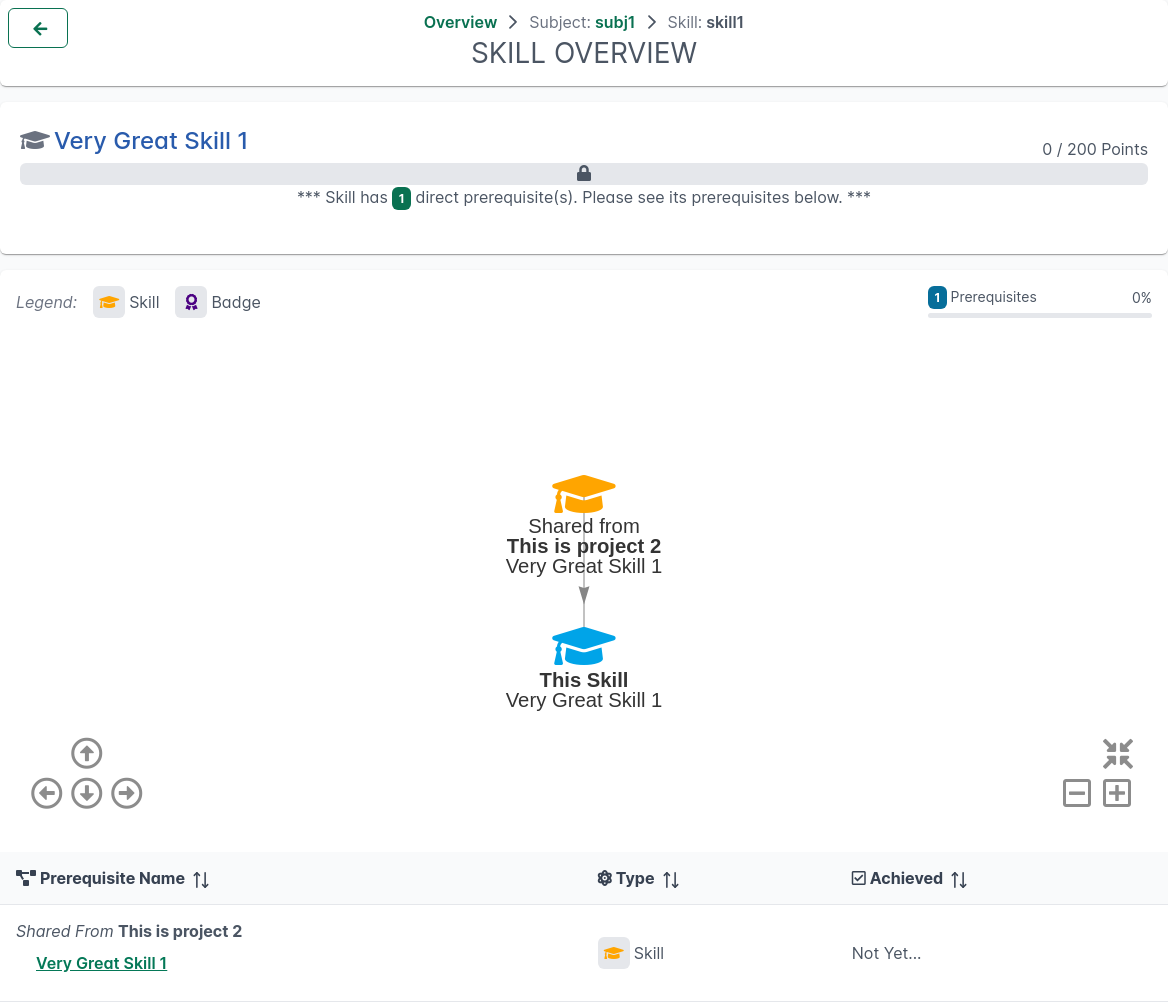 Overview > Subject: subj1 > Skill: skill1
SKILL OVERVIEW
Very Great Skill 1
0 / 200 Points
*** Skill has 1 direct prerequisite(s). Please see its prerequisites below. ***
Legend: Skill Badge
1 Prerequisites 0%
Shared from
This is project 2
Very Great Skill 1
This Skill
Very Great Skill 1
Prerequisite Name Type Achieved
Shared From This is project 2
Very Great Skill 1
Skill
Not Yet...